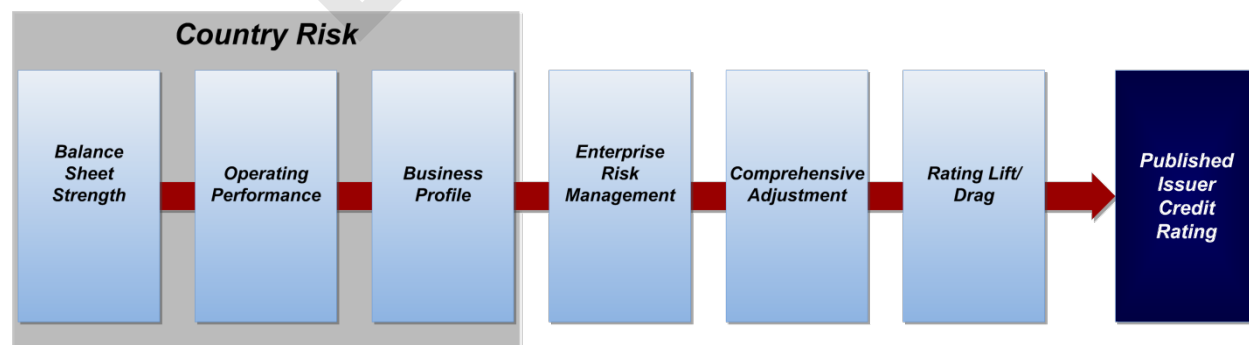 Country Risk
Balance
Sheet
Strength
Operating
Performance
Business
Profile
Enterprise
Risk
Management
Comprehensive
Adjustment
Rating Lift/
Drag
Published
Issuer
Credit
Rating